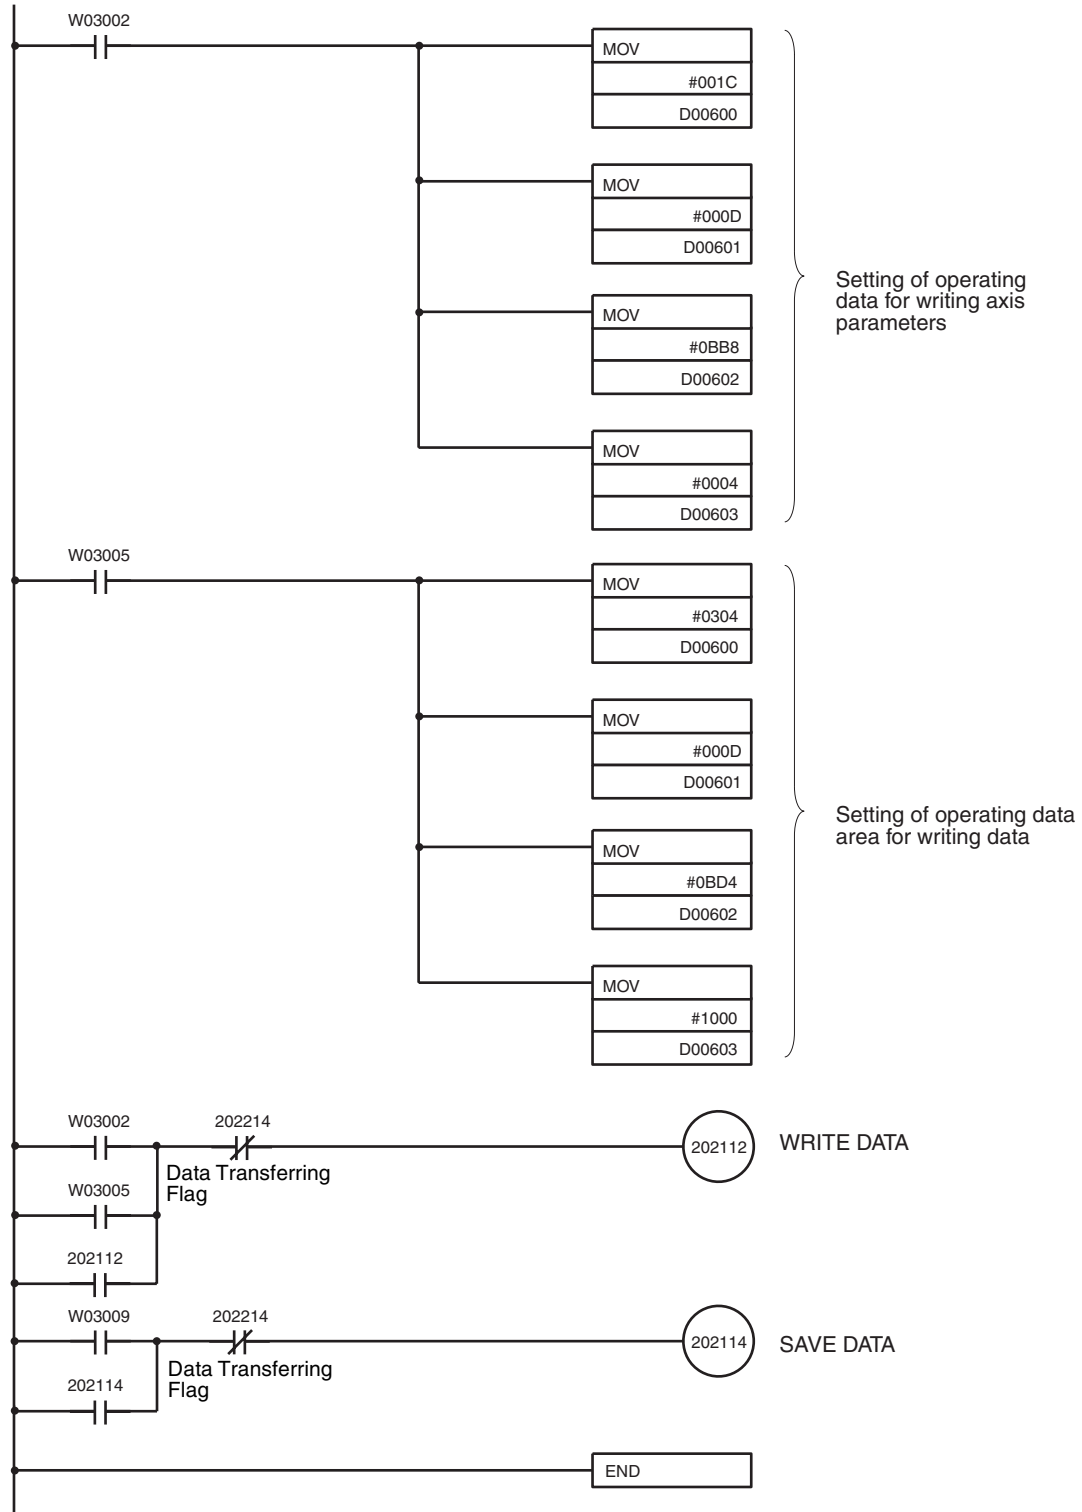 W03002
MOV
#001C
D00600
MOV
#000D
D00601
MOV
#0BB8
D00602
MOV
#0004
D00603
Setting of operating
data for writing axis
parameters
W03005
MOV
#0304
D00600
MOV
#000D
D00601
MOV
#0BD4
D00602
MOV
#1000
D00603
Setting of operating data
area for writing data
W03002
202214
Data Transferring
Flag
202112
WRITE DATA
W03005
202112
W03009
202214
Data Transferring
Flag
202114
SAVE DATA
202114
END